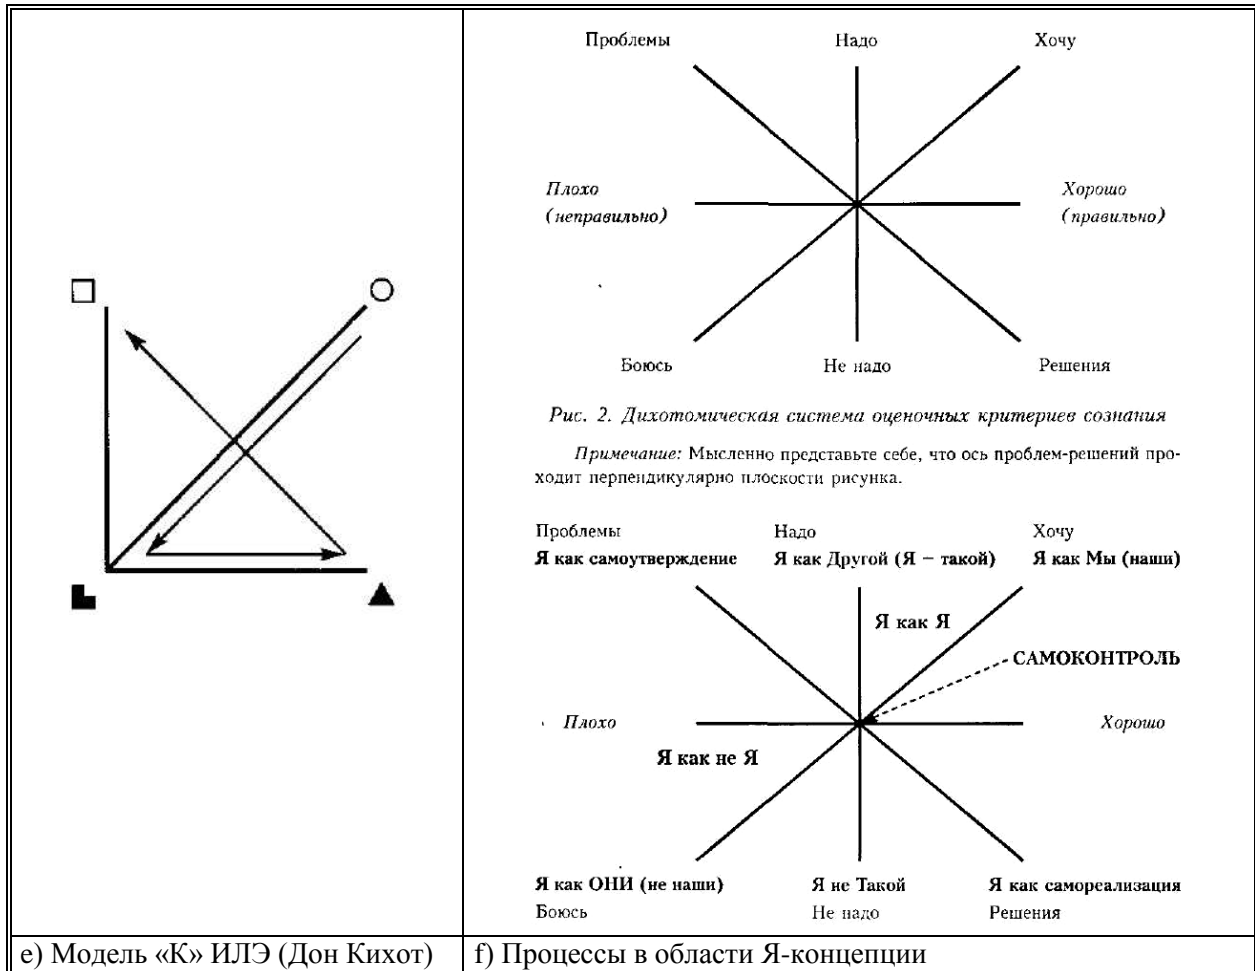 Проблемы Надо Хочу
Плохо Хорошо
(неправильно) (правильно)
Боюсь Не надо Решения
Рис. 2. Дихотомическая система оценочных критериев сознания
Примечание: Мысленно представьте себе, что ось проблем-решений про-
ходит перпендикулярно плоскости рисунка.
Проблемы Надо Хочу
Я как самоутверждение Я как Другой (Я – такой) Я как Мы (наши)
Я как Я
САМОКОНТРОЛЬ
Плохо Хорошо
Я как не Я
Я как ОНИ (не наши) Я не Такой Я как самореализация
Боюсь Не надо Решения
e) Модель «К» ИЛЭ (Дон Кихот) f) Процессы в области Я-концепции